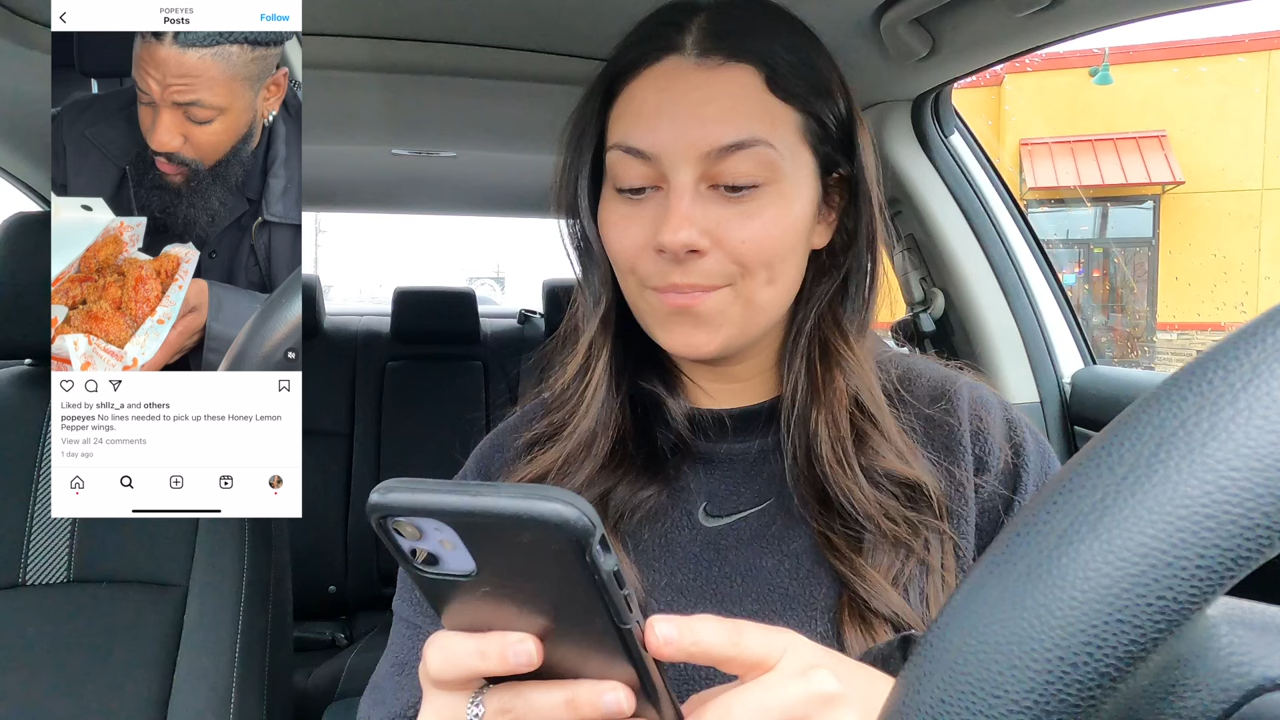 POPEYES
Posts
Follow
Liked by shllz_a and others
popeyes No lines needed to pick up these Honey Lemon
Pepper wings.
View all 24 comments
1 day ago